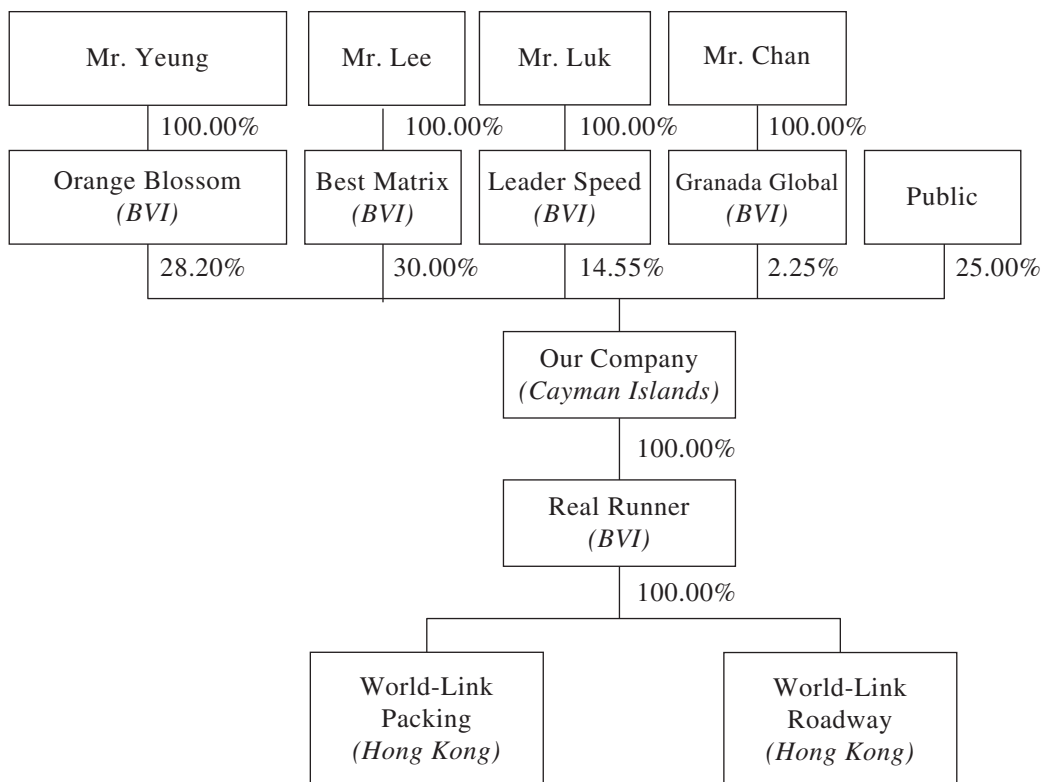 Mr. Yeung
Mr. Lee
Mr. Luk
Mr. Chan
100.00%
100.00%
100.00%
100.00%
Orange Blossom
(BVI)
Best Matrix
(BVI)
Leader Speed
(BVI)
Granada Global
(BVI)
Public
28.20%
30.00%
14.55%
2.25%
25.00%
Our Company
(Cayman Islands)
100.00%
Real Runner
(BVI)
100.00%
World-Link
Packing
(Hong Kong)
World-Link
Roadway
(Hong Kong)